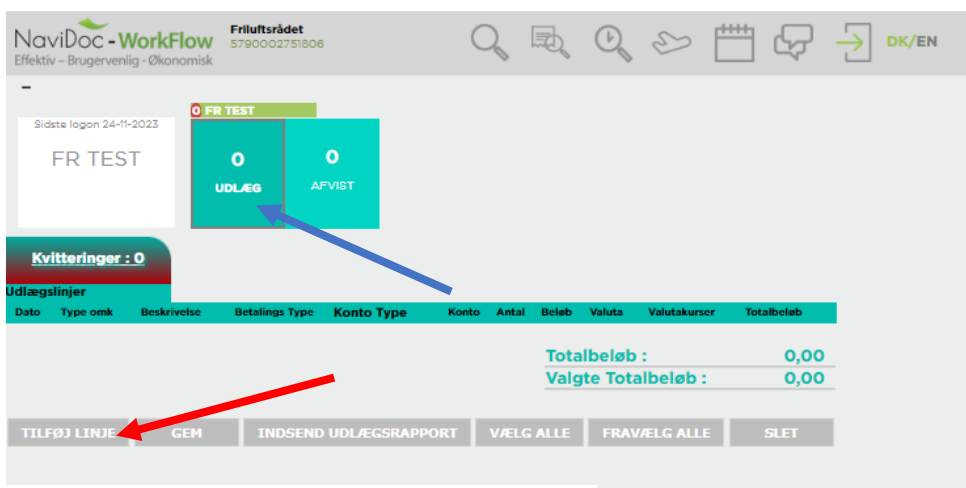 NaviDoc - WorkFlow
Effektiv – Brugervenlig - Økonomisk
Friluftsrådet
5790002751806
DK/EN
–
Sidste logon 24-11-2023
FR TEST
0 FR TEST
0
UDLÆG
0
AFVIST
Kvitteringer : 0
Udlægslinjer
Dato Type omk Beskrivelse Betalings Type Konto Type Konto Antal Beløb Valuta Valutakurser Totalbeløb
Totalbeløb : 0,00
Valgte Totalbeløb : 0,00
TILFØJ LINJE GEM INDSEND UDLÆGSRAPPORT VÆLG ALLE FRAVÆLG ALLE SLET